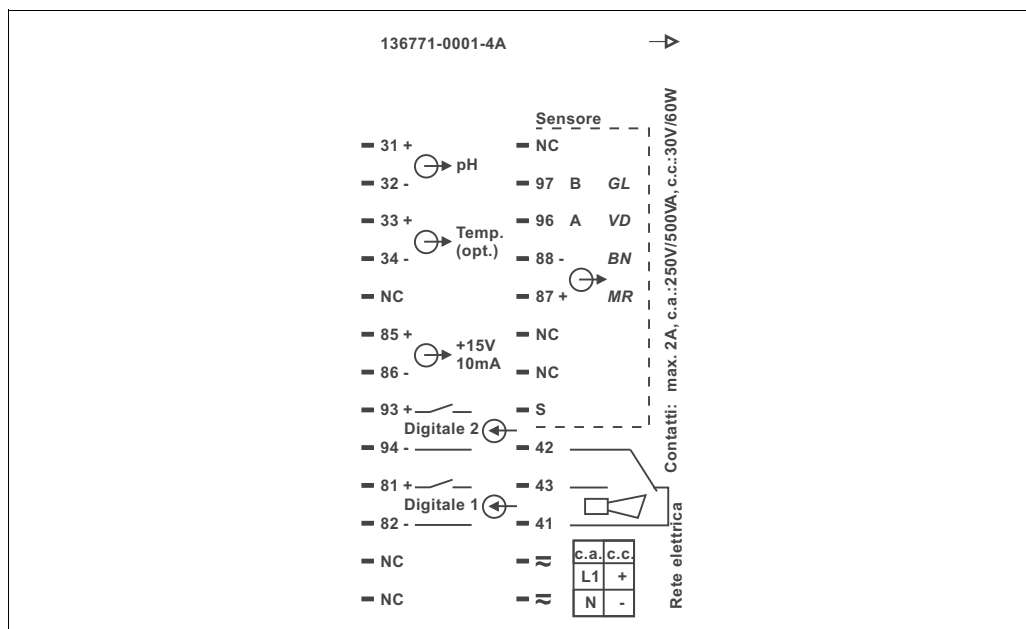 136771-0001-4A
Sensore
31 +
pH
32 -
33 +
Temp.
(opt.)
34 -
NC
85 +
+15V
10mA
86 -
93 +
Digitale 2
94 -
81 +
Digitale 1
82 -
NC
NC
NC
97 B GL
96 A VD
88 - BN
87 + MR
NC
NC
S
42
43
41
≂
≂
c.a. c.c.
L1 +
N -
Contatti: max. 2A, c.a.:250V/500VA, c.c.:30V/60W
Rete elettrica